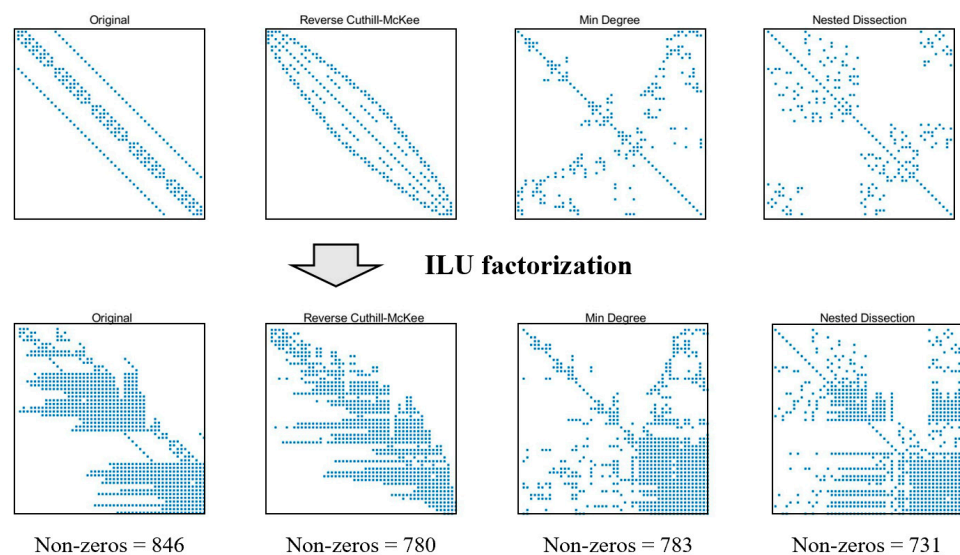 Original
Reverse Cuthill-McKee
Min Degree
Nested Dissection
ILU factorization
Original
Reverse Cuthill-McKee
Min Degree
Nested Dissection
Non-zeros = 846
Non-zeros = 780
Non-zeros = 783
Non-zeros = 731